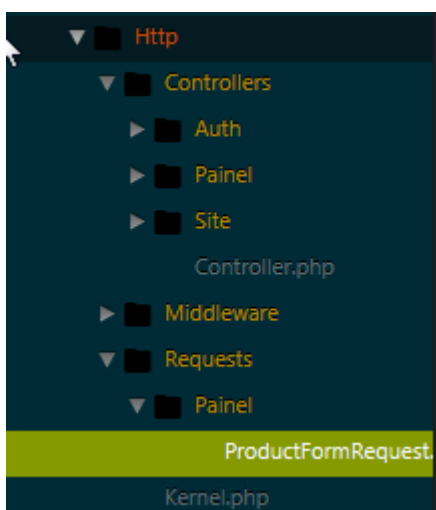 Http
Controllers
Auth
Painel
Site
Controller.php
Middleware
Requests
Painel
ProductFormRequest.
Kernel.php